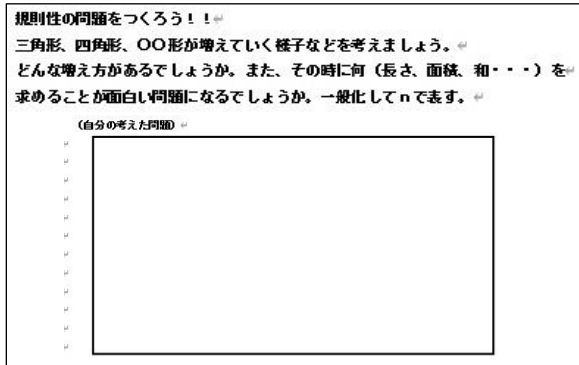 規則性の問題をつくろう！！
三角形、四角形、〇〇形が増えていく様子などを考えましょう。
どんな増え方があるでしょうか。また、その時に何（長さ、面積、和・・・）を
求めることが面白い問題になるでしょうか。一般化してｎで表す。
（自分の考えた問題）